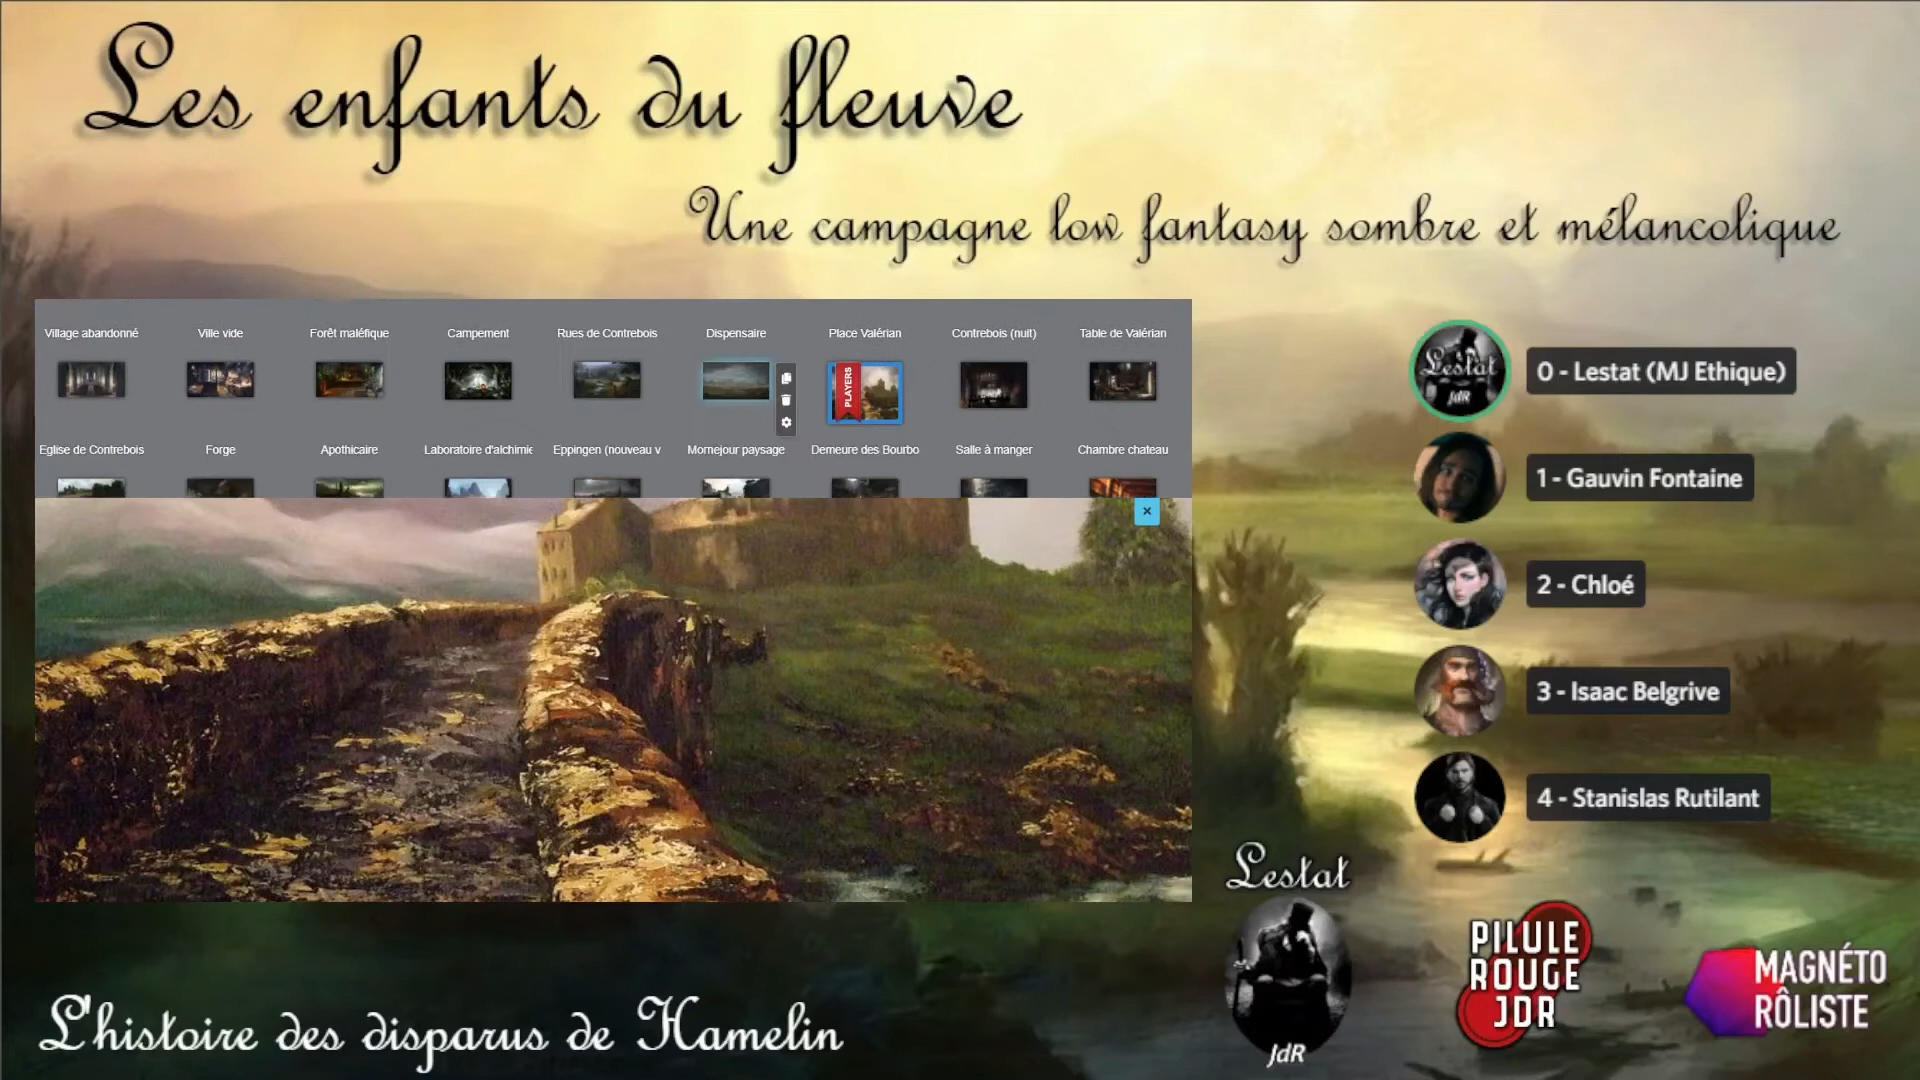 Les enfants du fleuve
Une campagne low fantasy sombre et mélancolique
Village abandonné
Ville vide
Forêt maléfique
Campement
Rues de Contrebois
Dispensaire
Place Valérian
Contrebois (nuit)
Table de Valérian
PLAYERS
Eglise de Contrebois
Forge
Apothicaire
Laboratoire d'alchimie
Eppingen (nouveau v
Mornejour paysage
Demeure des Bourbo
Salle à manger
Chambre chateau
Lestat
JdR
0 - Lestat (MJ Ethique)
1 - Gauvin Fontaine
2 - Chloé
3 - Isaac Belgrive
4 - Stanislas Rutilant
Lestat
JdR
PILULE
ROUGE
JDR
MAGNÉTO
RÔLISTE
L'histoire des disparus de Hamelin